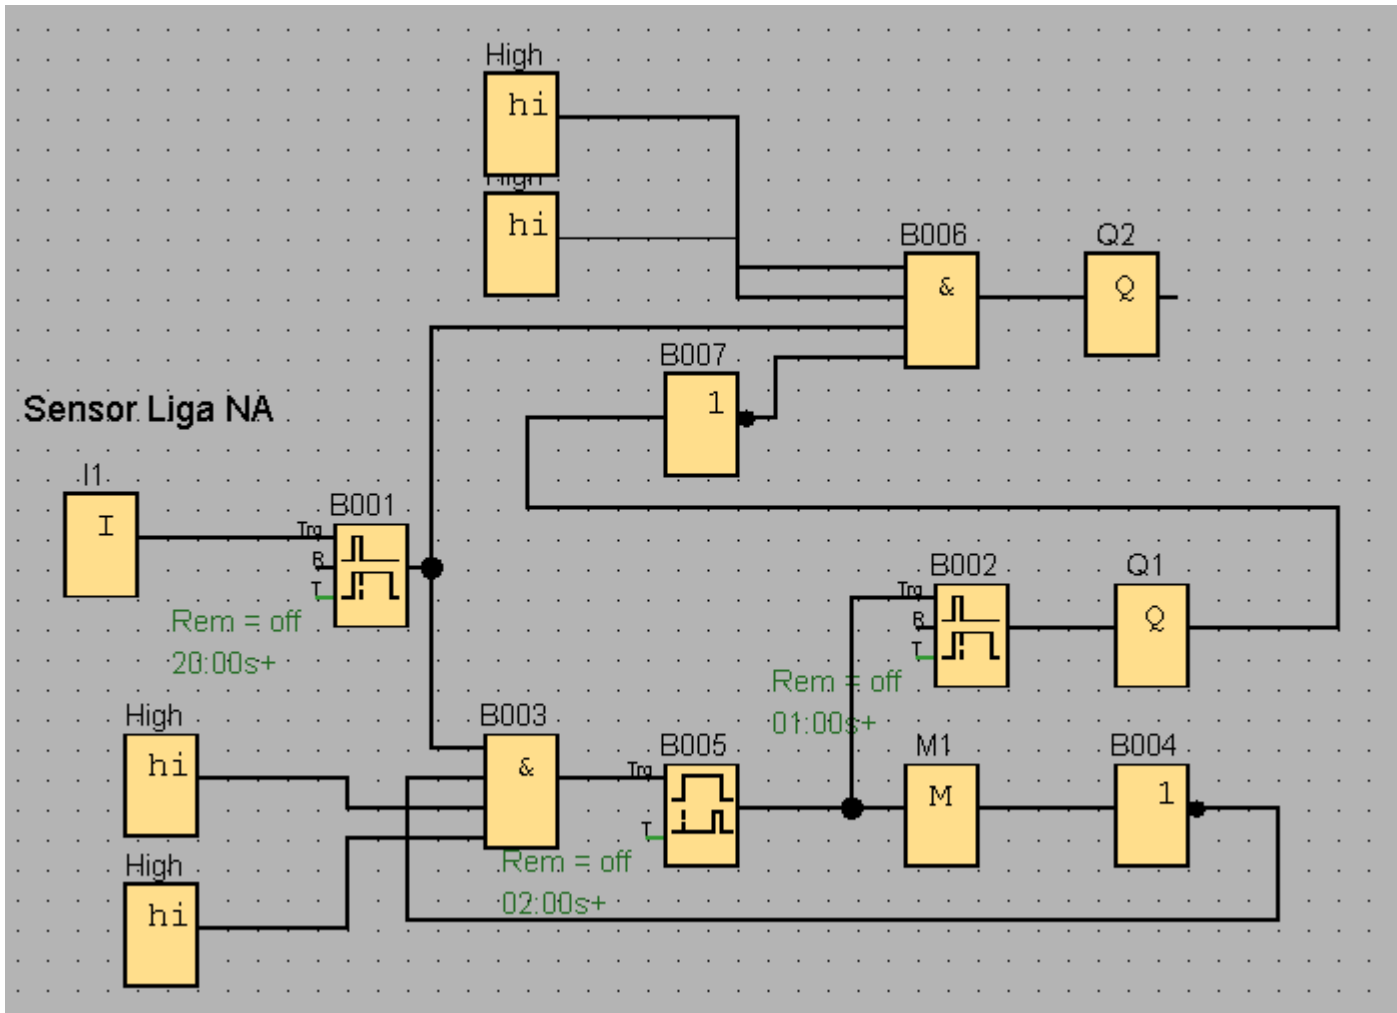 High
hi
High
hi
B006
&
Q2
Q
B007
1
Sensor Liga NA
I1
I
B001
Trg
R
T
Rem = off
20:00s+
B002
Trg
R
T
Rem = off
01:00s+
Q1
Q
High
hi
B003
&
B005
Trg
T
Rem = off
02:00s+
M1
M
B004
1
High
hi